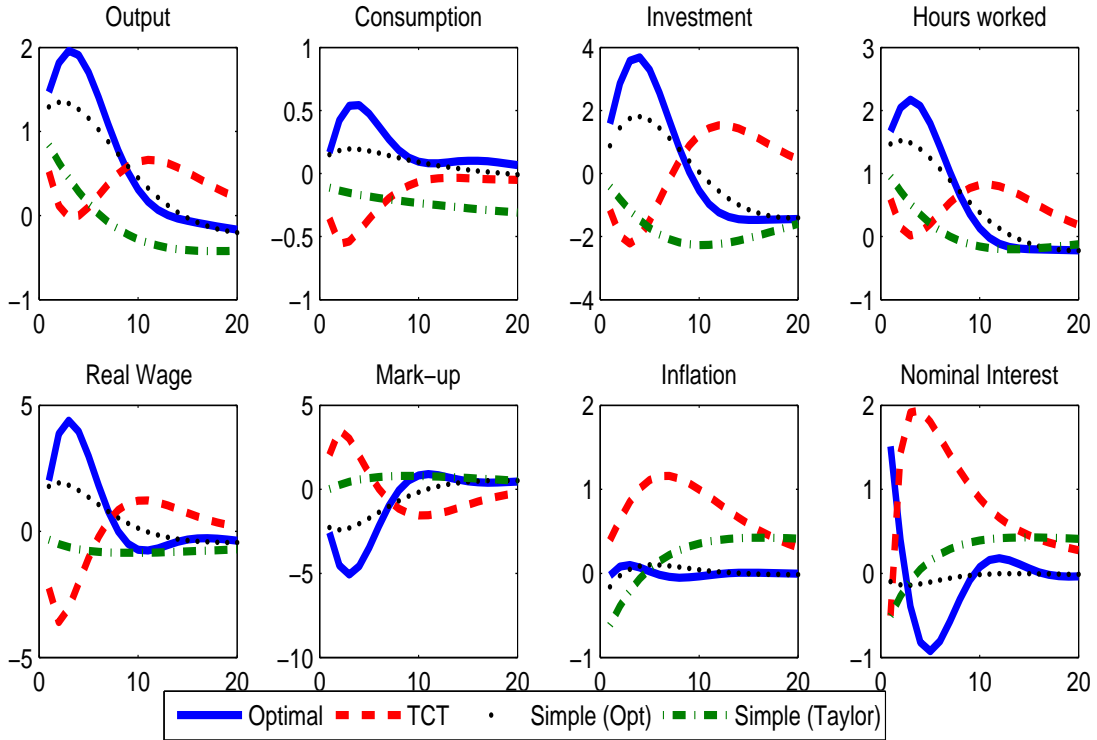 Output Consumption Investment Hours worked
2 1 4 3
1 0.5 2 2
0 0 0 1
−1 −0.5 −2 0
−1 −4 −1
0 10 20 0 10 20 0 10 20 0 10 20
Real Wage Mark−up Inflation Nominal Interest
5 5 2 2
0 0 1 1
−5 0 0
−5 −10 −1 −1
0 10 20 0 10 20 0 10 20 0 10 20
Optimal TCT Simple (Opt) Simple (Taylor)